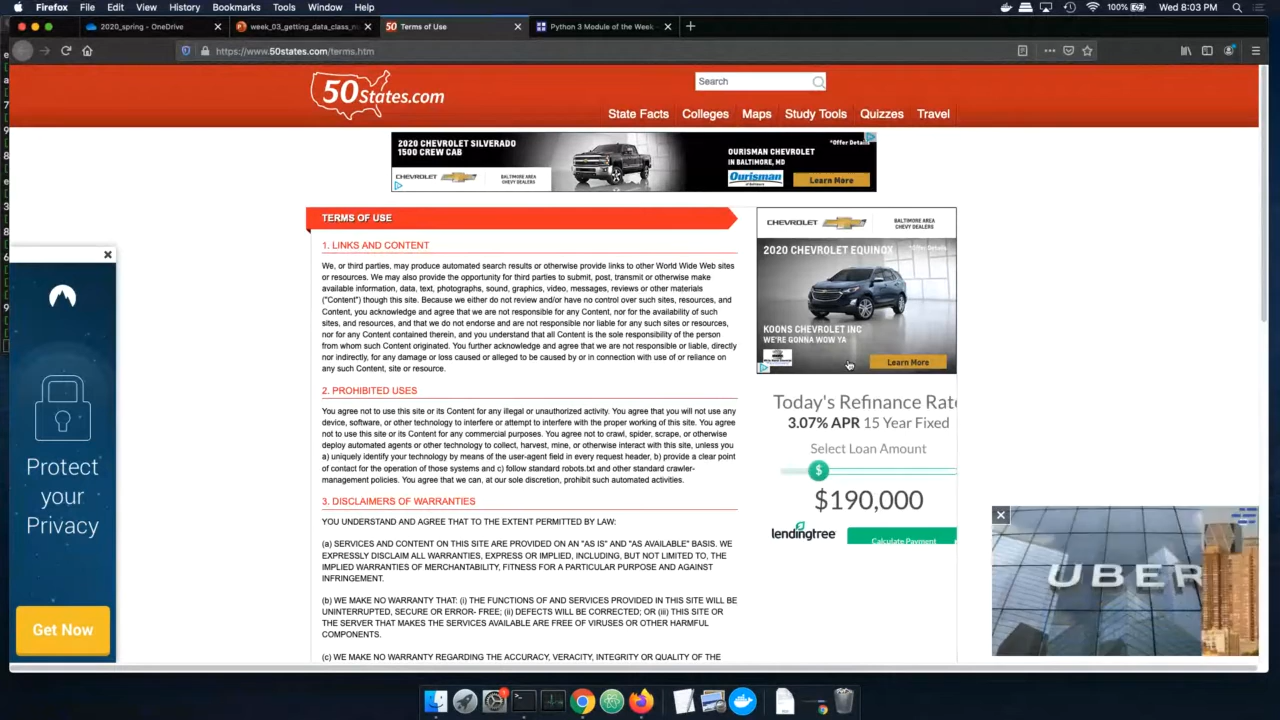 Firefox File Edit View History Bookmarks Tools Window Help
100% Wed 8:03 PM
2020_spring - OneDrive
week_03_getting_data_class_n
50 Terms of Use
Python 3 Module of the Week
https://www.50states.com/terms.htm
50States.com
Search
State Facts Colleges Maps Study Tools Quizzes Travel
2020 CHEVROLET SILVERADO
1500 CREW CAB
CHEVROLET
BALTIMORE AREA
CHEVY DEALERS
OURISMAN CHEVROLET
IN BALTIMORE, MD
*Offer Details
Ourisman
Learn More
TERMS OF USE
1. LINKS AND CONTENT
We, or third parties, may produce automated search results or otherwise provide links to other World Wide Web sites
or resources. We may also provide the opportunity for third parties to submit, post, transmit or otherwise make
available information, data, text, photographs, sound, graphics, video, messages, reviews or other materials
("Content") though this site. Because we either do not review and/or have no control over such sites, resources, and
Content, you acknowledge and agree that we are not responsible for any Content, nor for the availability of such
sites, and resources, and that we do not endorse and are not responsible nor liable for any such sites or resources,
nor for any Content contained therein, and you understand that all Content is the sole responsibility of the person
from whom such Content originated. You further acknowledge and agree that we are not responsible or liable, directly
nor indirectly, for any damage or loss caused or alleged to be caused by or in connection with use of or reliance on
any such Content, site or resource.
2. PROHIBITED USES
You agree not to use this site or its Content for any illegal or unauthorized activity. You agree that you will not use any
device, software, or other technology to interfere or attempt to interfere with the proper working of this site. You agree
not to use this site or its Content for any commercial purposes. You agree not to crawl, spider, scrape, or otherwise
deploy automated agents or other technology to collect, harvest, mine, or otherwise interact with this site, unless you
a) uniquely identify your technology by means of the user-agent field in every request header, b) provide a clear point
of contact for the operation of those systems and c) follow standard robots.txt and other standard crawler-
management policies. You agree that we can, at our sole discretion, prohibit such automated activities.
3. DISCLAIMERS OF WARRANTIES
YOU UNDERSTAND AND AGREE THAT TO THE EXTENT PERMITTED BY LAW:
(a) SERVICES AND CONTENT ON THIS SITE ARE PROVIDED ON AN "AS IS" AND "AS AVAILABLE" BASIS. WE
EXPRESSLY DISCLAIM ALL WARRANTIES, EXPRESS OR IMPLIED, INCLUDING, BUT NOT LIMITED TO, THE
IMPLIED WARRANTIES OF MERCHANTABILITY, FITNESS FOR A PARTICULAR PURPOSE AND AGAINST
INFRINGEMENT.
(b) WE MAKE NO WARRANTY THAT: (i) THE FUNCTIONS OF AND SERVICES PROVIDED IN THIS SITE WILL BE
UNINTERRUPTED, SECURE OR ERROR- FREE; (ii) DEFECTS WILL BE CORRECTED; OR (iii) THIS SITE OR
THE SERVER THAT MAKES THE SERVICES AVAILABLE ARE FREE OF VIRUSES OR OTHER HARMFUL
COMPONENTS.
(c) WE MAKE NO WARRANTY REGARDING THE ACCURACY, VERACITY, INTEGRITY OR QUALITY OF THE
CHEVROLET
BALTIMORE AREA
CHEVY DEALERS
2020 CHEVROLET EQUINOX
*Offer Details
KOONS CHEVROLET INC
WE'RE GONNA WOW YA
Learn More
Today's Refinance Rate
3.07% APR 15 Year Fixed
Select Loan Amount
$
$190,000
lendingtree
Calculate Payment
Protect
your
Privacy
Get Now
UBER